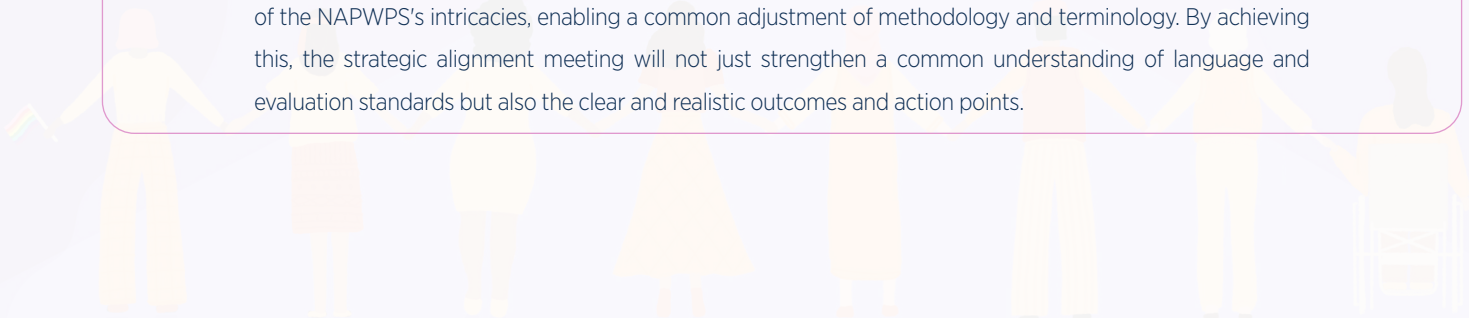 of the NAPWPS's intricacies, enabling a common adjustment of methodology and terminology. By achieving
this, the strategic alignment meeting will not just strengthen a common understanding of language and
evaluation standards but also the clear and realistic outcomes and action points.